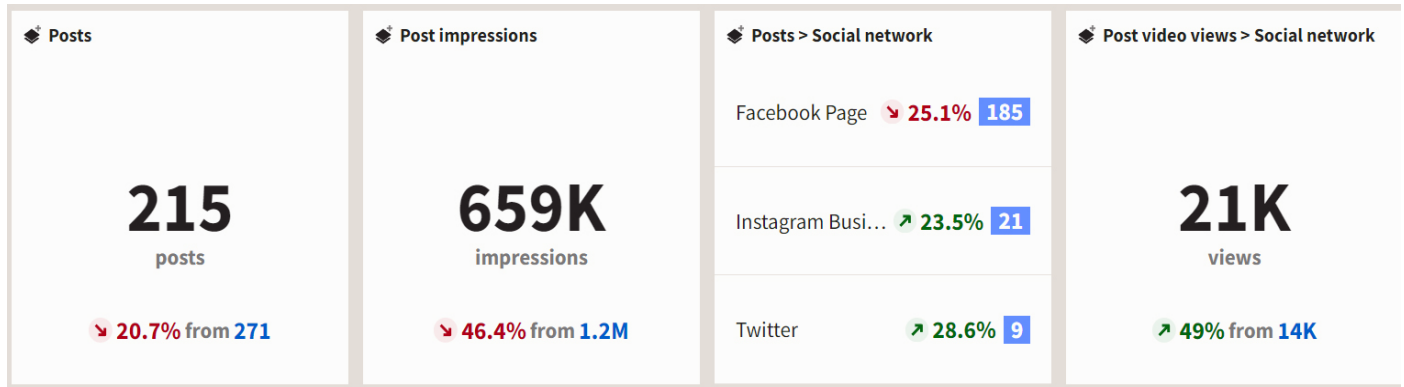 Posts
215
posts
20.7% from 271
Post impressions
659K
impressions
46.4% from 1.2M
Posts > Social network
Facebook Page 25.1% 185
Instagram Busi... 23.5% 21
Twitter 28.6% 9
Post video views > Social network
21K
views
49% from 14K